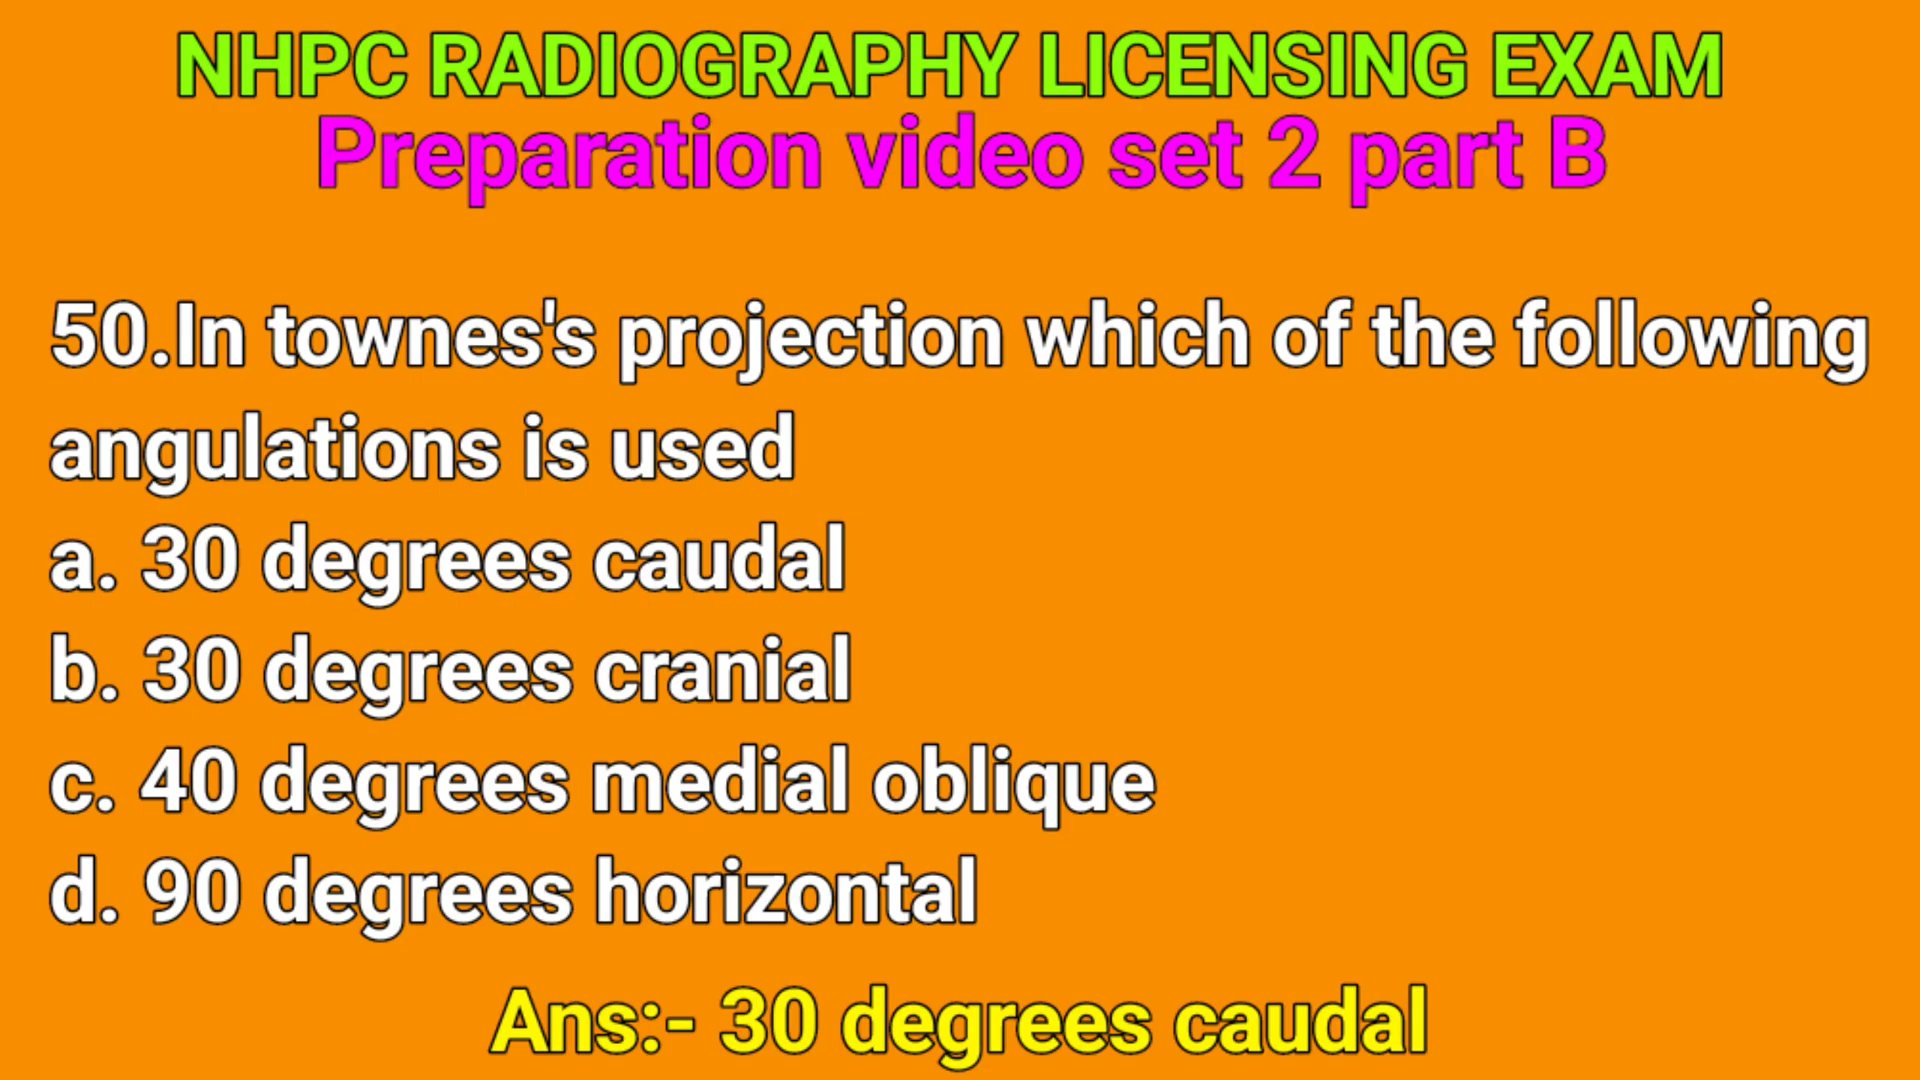 NHPC RADIOGRAPHY LICENSING EXAM
Preparation video set 2 part B
50.In townes's projection which of the following
angulations is used
a. 30 degrees caudal
b. 30 degrees cranial
c. 40 degrees medial oblique
d. 90 degrees horizontal
Ans:- 30 degrees caudal